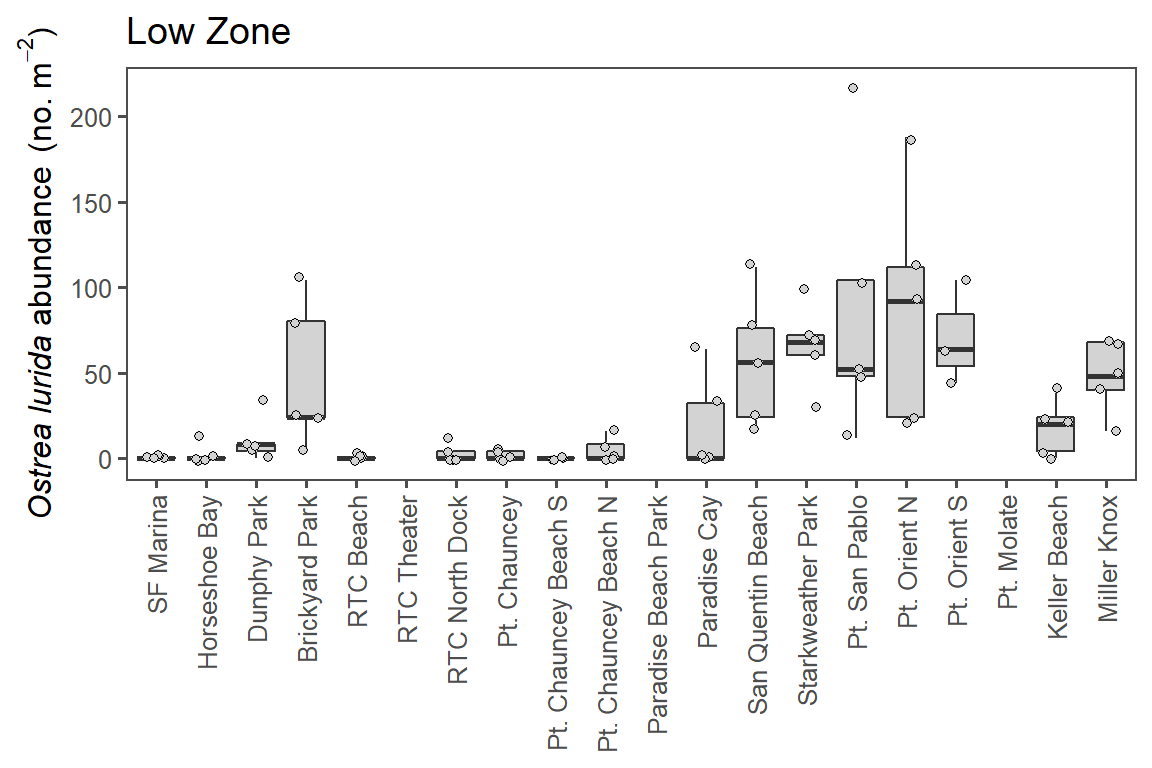 Low Zone
Ostrea lurida abundance (no. m⁻²)
200
150
100
50
0
SF Marina
Horseshoe Bay
Dunphy Park
Brickyard Park
RTC Beach
RTC Theater
RTC North Dock
Pt. Chauncey
Pt. Chauncey Beach S
Pt. Chauncey Beach N
Paradise Beach Park
Paradise Cay
San Quentin Beach
Starkweather Park
Pt. San Pablo
Pt. Orient N
Pt. Orient S
Pt. Molate
Keller Beach
Miller Knox